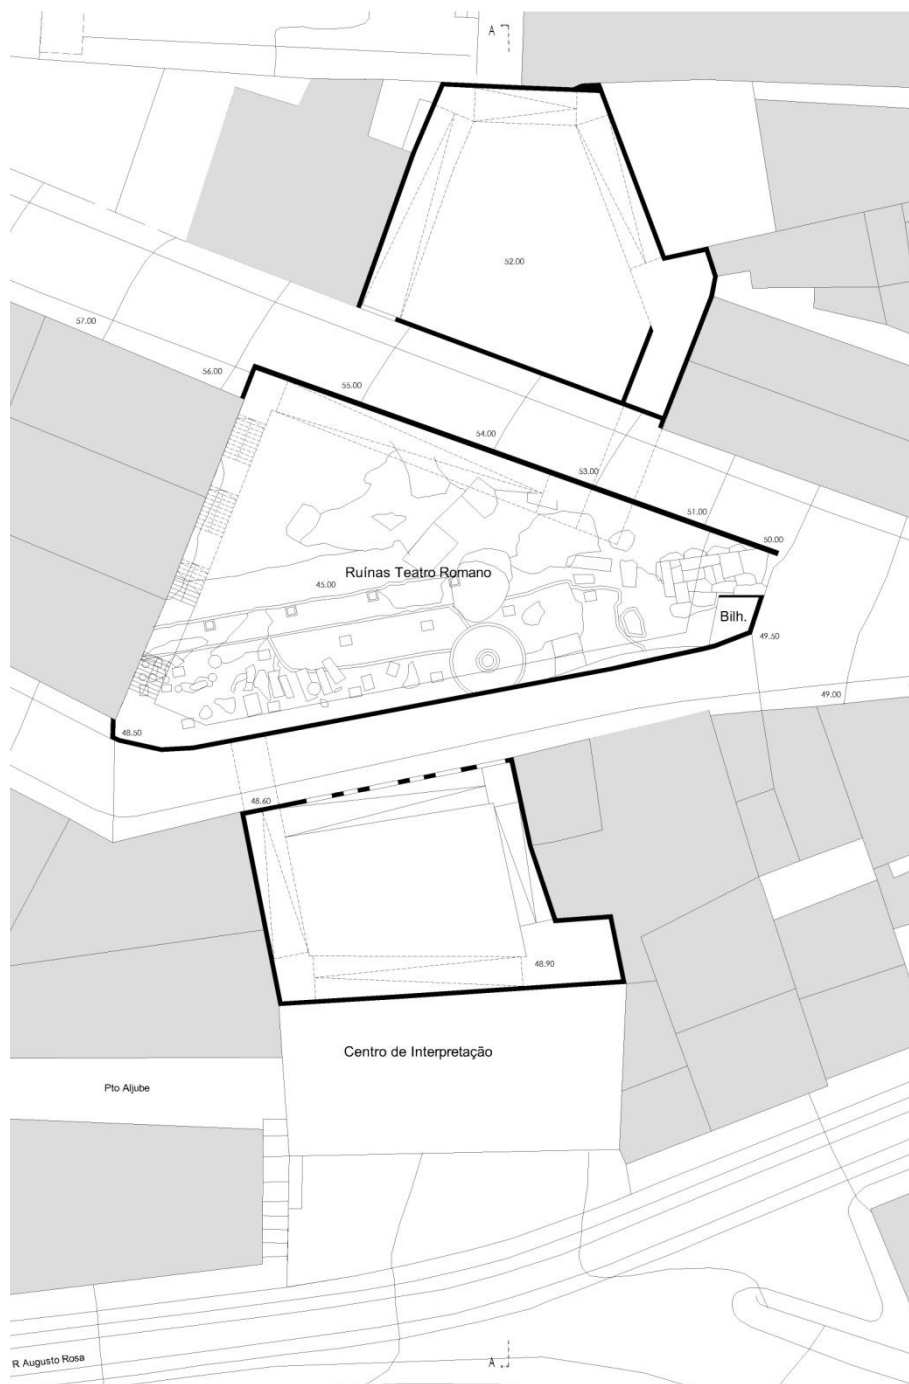 A
52.00
57.00
56.00
55.00
54.00
53.00
51.00
50.00
Ruínas Teatro Romano
45.00
Bilh.
49.50
49.00
48.50
48.60
48.90
Centro de Interpretação
Pto Aljube
R Augusto Rosa
A